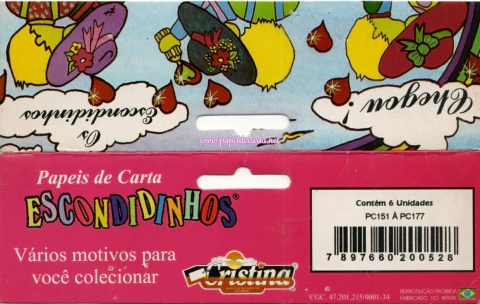 Chegou!
Os
Escondidinhos
www.papeldecarta.net
Papeis de Carta
ESCONDIDINHOS
Vários motivos para
você colecionar
Cristina
Contém 6 Unidades
PC151 À PC177
7 897660 200528
CGC. 47.201.215/0001-34
REPRODUÇÃO PROIBIDA
FABRICADO NO BRASIL